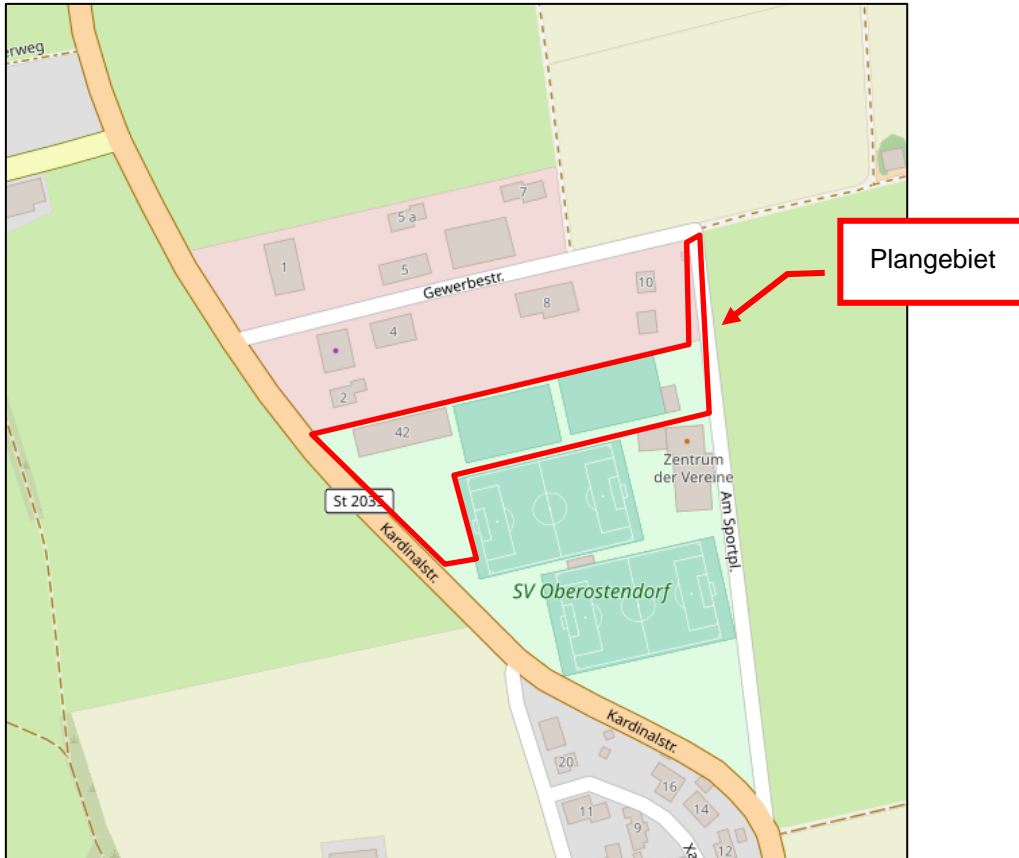 erweg
7
5 a
1
5
Gewerbestr.
Plangebiet
10
8
4
2
42
Zentrum
der Vereine
St 2035
Kardinalstr.
Am Sportpl.
SV Oberostendorf
Kardinalstr.
20
16
14
11
9
12
Xa